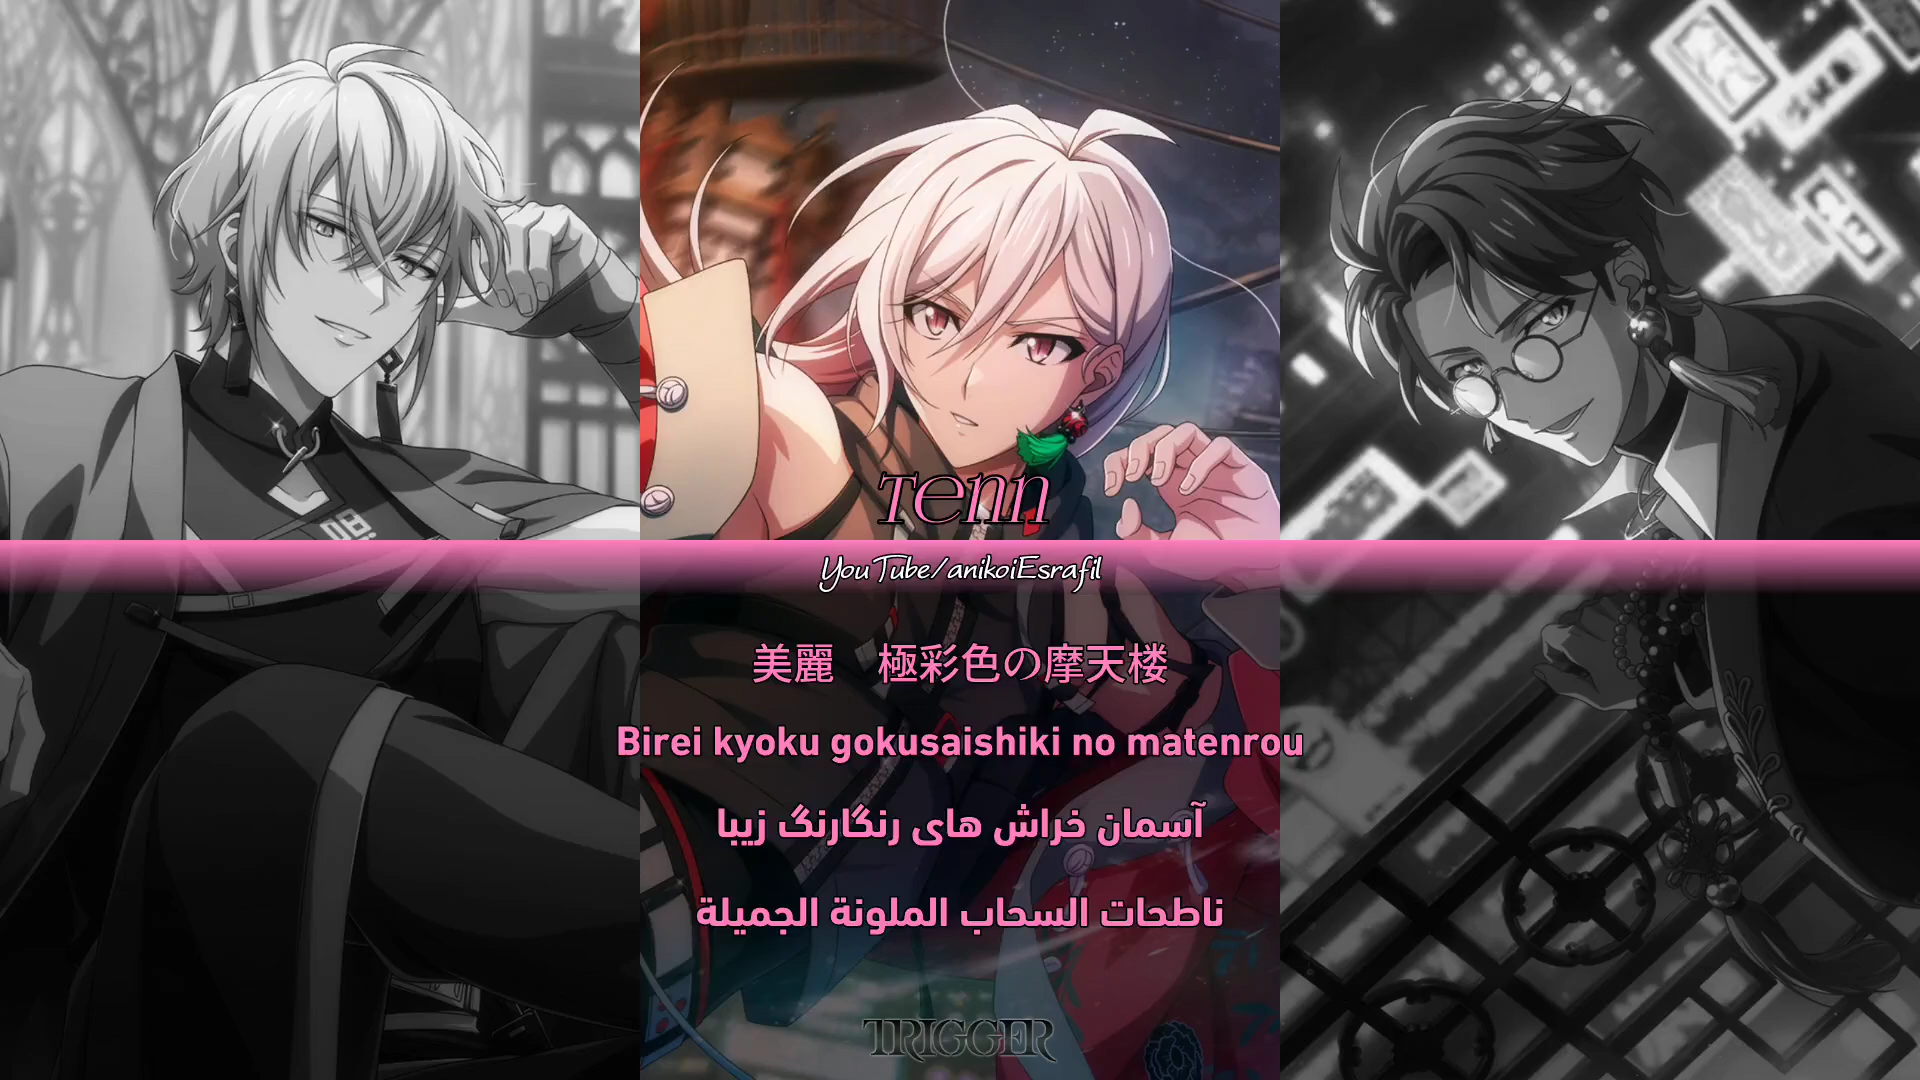 Tenn
YouTube/anikoiEsrafil
美麗　極彩色の摩天楼
Birei kyoku gokusaishiki no matenrou
آسمان خراش های رنگارنگ زیبا
ناطحات السحاب الملونة الجميلة
TRIGGER